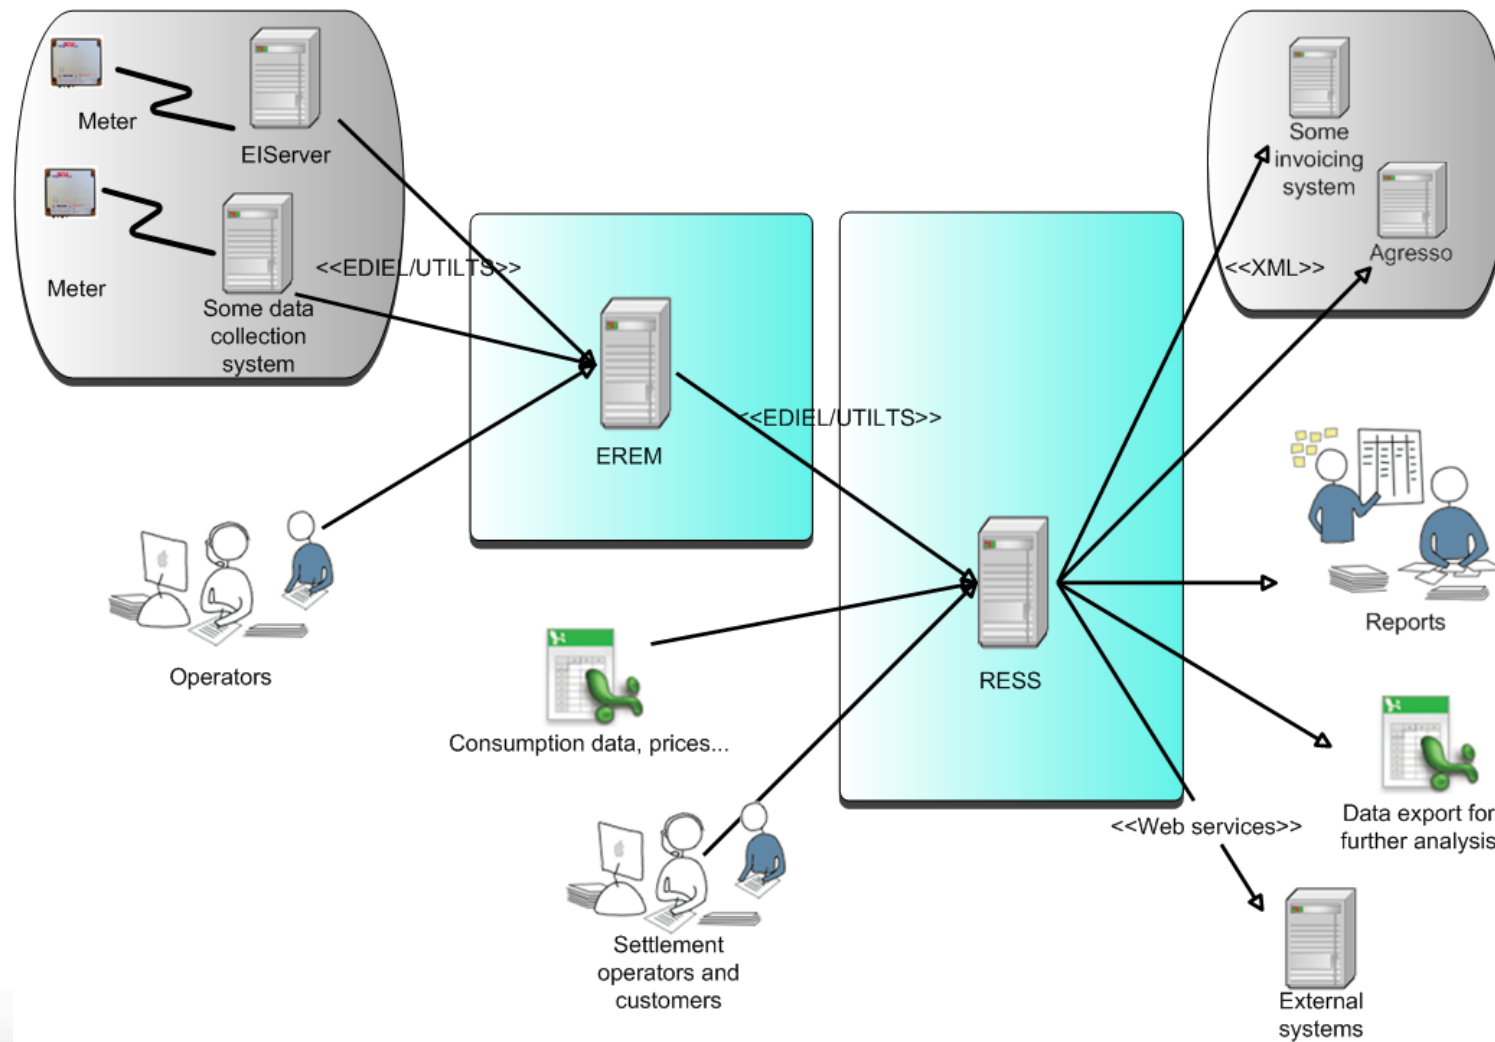 Meter
EIServer
Meter
Some data
collection
system
<<EDIEL/UTILTS>>
EREM
<<EDIEL/UTILTS>>
Operators
Consumption data, prices...
Settlement
operators and
customers
RESS
Some
invoicing
system
Agresso
<<XML>>
Reports
Data export for
further analysis
<<Web services>>
External
systems